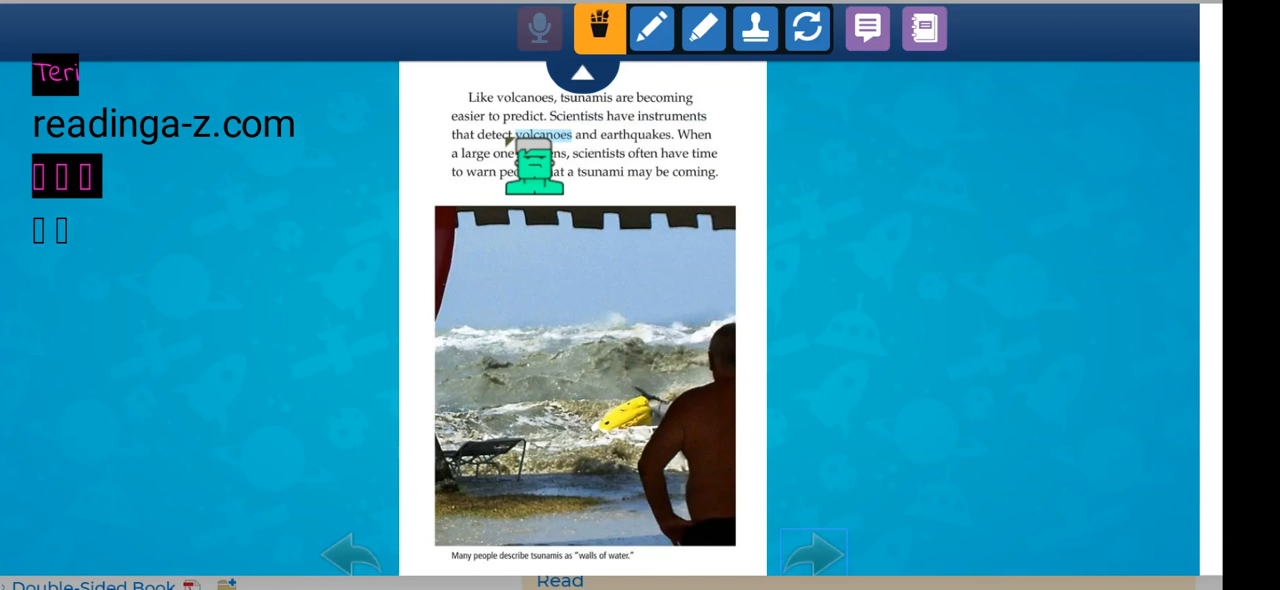 Teri
readinga-z.com
Like volcanoes, tsunamis are becoming
easier to predict. Scientists have instruments
that detect volcanoes and earthquakes. When
a large one ens, scientists often have time
to warn pe at a tsunami may be coming.
Many people describe tsunamis as "walls of water."
Double-Sided Book
Read